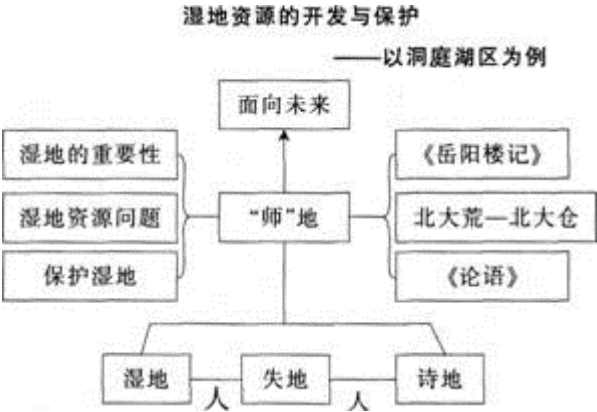 湿地资源的开发与保护
——以洞庭湖区为例
面向未来
湿地的重要性
《岳阳楼记》
湿地资源问题
“师”地
北大荒—北大仓
保护湿地
《论语》
湿地
人
失地
人
诗地